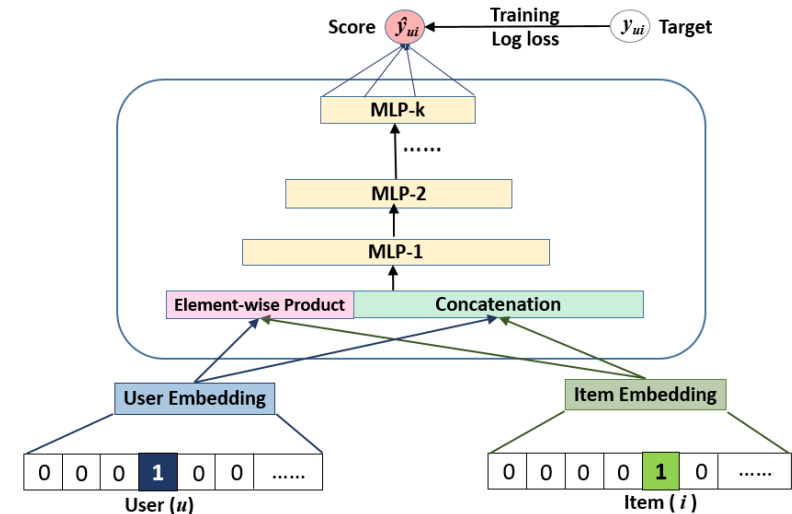 Score ŷui Training yui Target
Log loss
MLP-k
......
MLP-2
MLP-1
Element-wise Product Concatenation
User Embedding Item Embedding
0 0 0 1 0 0 ...... 0 0 0 0 1 0 ......
User (u) Item ( i )